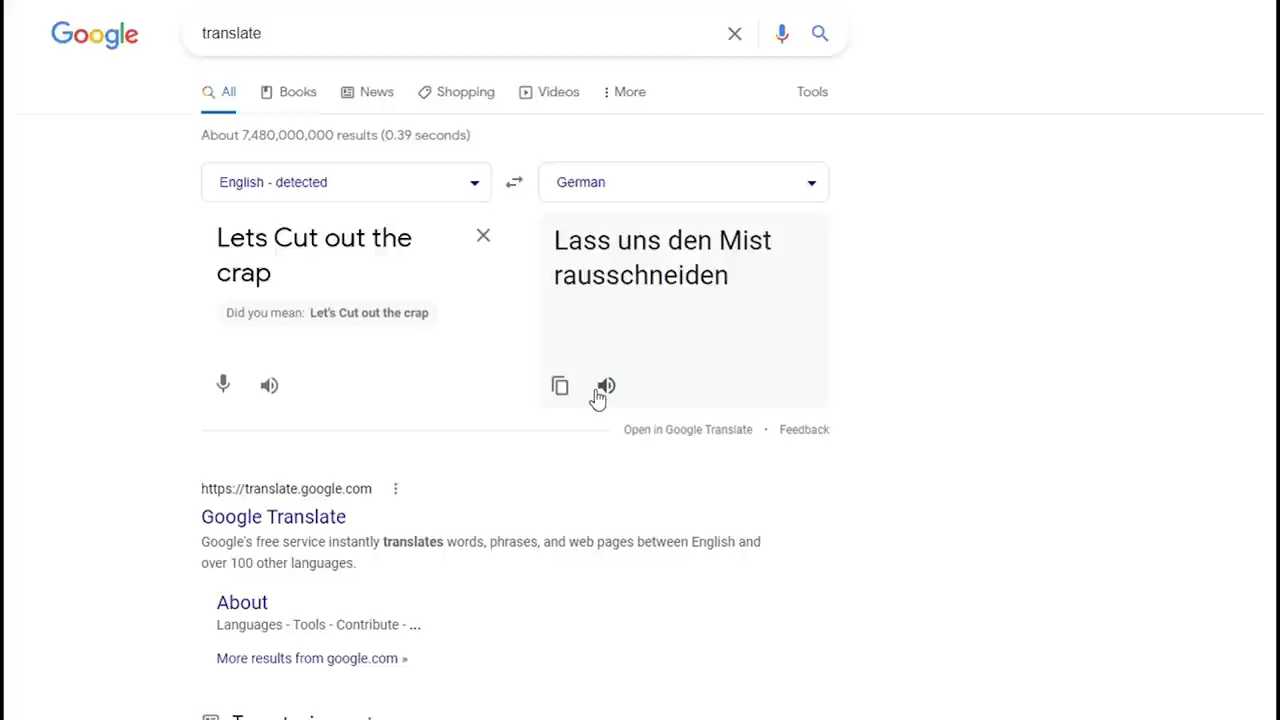 Google
translate
All
Books
News
Shopping
Videos
More
Tools
About 7,480,000,000 results (0.39 seconds)
English - detected
German
Lets Cut out the
crap
Did you mean: Let's Cut out the crap
Lass uns den Mist
rausschneiden
Open in Google Translate · Feedback
https://translate.google.com
Google Translate
Google's free service instantly translates words, phrases, and web pages between English and
over 100 other languages.
About
Languages - Tools - Contribute - ...
More results from google.com »